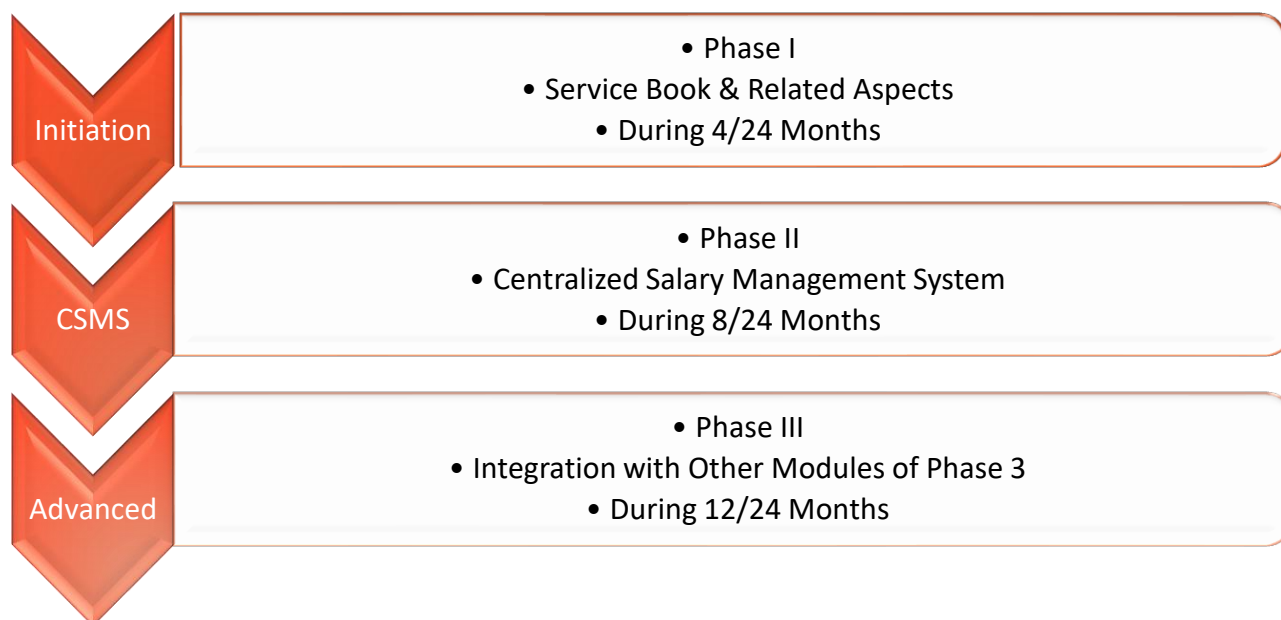 Initiation
• Phase I
• Service Book & Related Aspects
• During 4/24 Months
CSMS
• Phase II
• Centralized Salary Management System
• During 8/24 Months
Advanced
• Phase III
• Integration with Other Modules of Phase 3
• During 12/24 Months